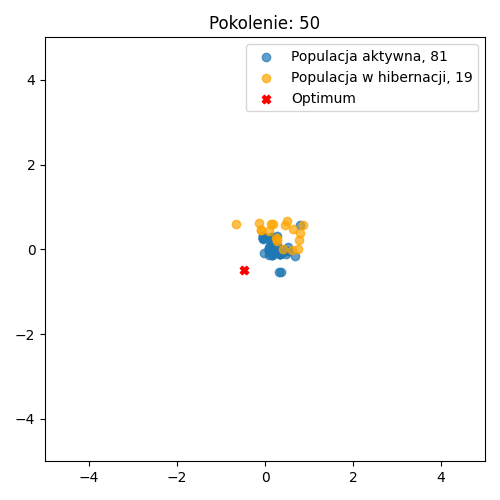 Pokolenie: 50
Populacja aktywna, 81
Populacja w hibernacji, 19
Optimum
4
2
0
−2
−4
−4
−2
0
2
4